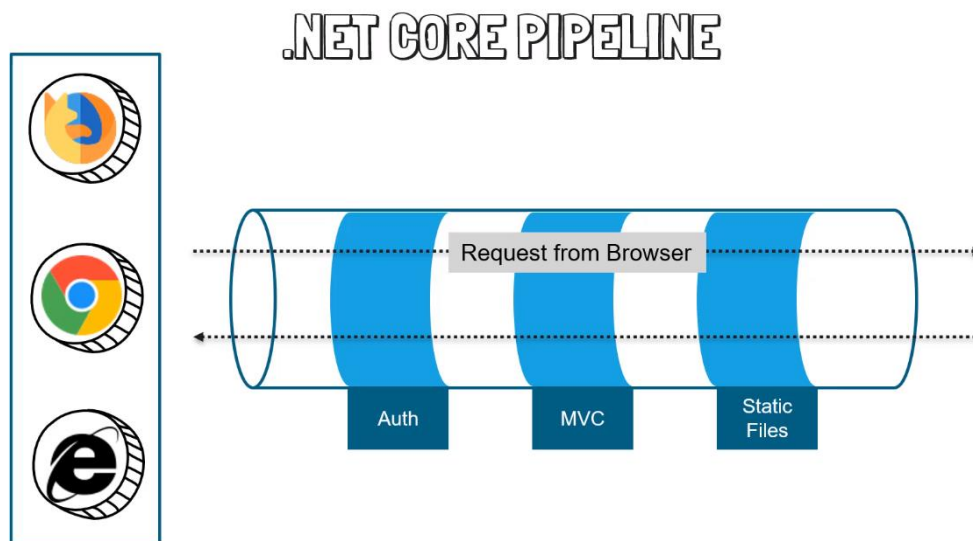 .NET CORE PIPELINE
Request from Browser
Auth
MVC
Static
Files